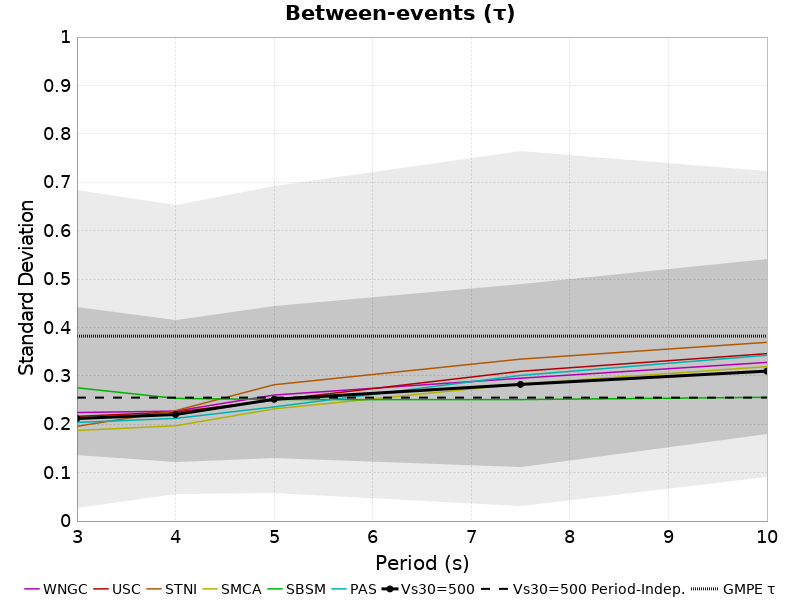 Between-events (τ)
1
0.9
0.8
0.7
0.6
0.5
0.4
0.3
0.2
0.1
0
Standard Deviation
3 4 5 6 7 8 9 10
Period (s)
WNGC USC STNI SMCA SBSM PAS Vs30=500 Vs30=500 Period-Indep. GMPE τ